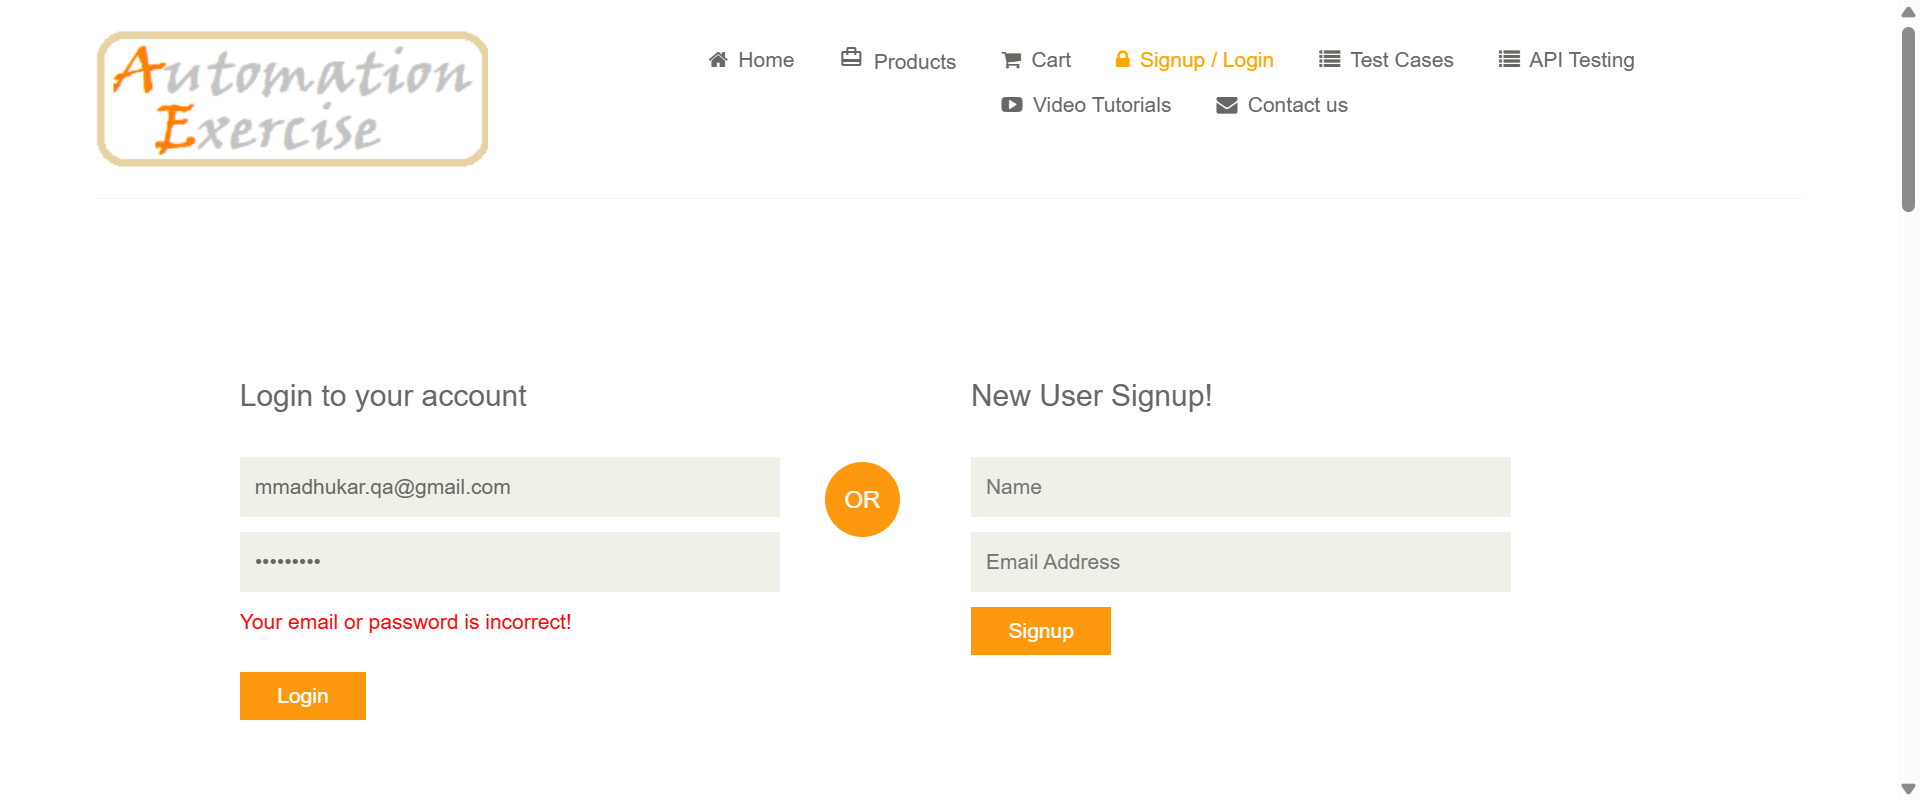 Automation
Exercise
Home
Products
Cart
Signup / Login
Test Cases
API Testing
Video Tutorials
Contact us
Login to your account
mmadhukar.qa@gmail.com
•••••••••
Your email or password is incorrect!
Login
OR
New User Signup!
Name
Email Address
Signup